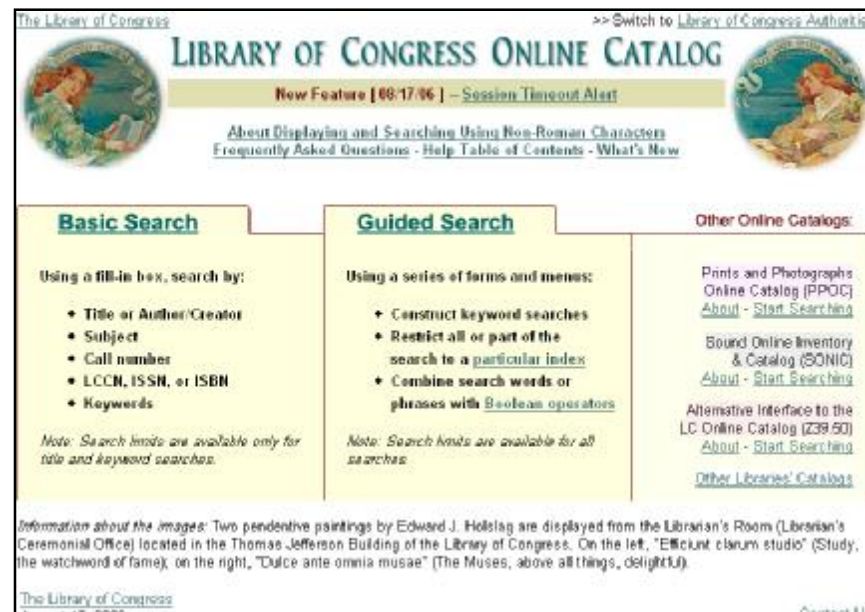 The Library of Congress
>> Switch to Library of Congress Authoritie
LIBRARY OF CONGRESS ONLINE CATALOG
New Feature [ 08/17/06 ] -- Session Timeout Alert
About Displaying and Searching Using Non-Roman Characters
Frequently Asked Questions - Help Table of Contents - What's New
Basic Search
Using a fill-in box, search by:
• Title or Author/Creator
• Subject
• Call number
• LCCN, ISSN, or ISBN
• Keywords
Note: Search limits are available only for
title and keyword searches.
Guided Search
Using a series of forms and menus:
• Construct keyword searches
• Restrict all or part of the
search to a particular index
• Combine search words or
phrases with Boolean operators
Note: Search limits are available for all
searches
Other Online Catalogs:
Prints and Photographs
Online Catalog (PPOC)
About - Start Searching
Sound Online Inventory
& Catalog (SONIC)
About - Start Searching
Alternative Interface to the
LC Online Catalog (Z39.50)
About - Start Searching
Other Libraries' Catalogs
Information about the images: Two pendentive paintings by Edward J. Holslag are displayed from the Librarian's Room (Librarian's
Ceremonial Office) located in the Thomas Jefferson Building of the Library of Congress. On the left, "Efficiunt clarum studio" (Study,
the watchword of fame); on the right, "Dulce ante omnia musae" (The Muses, above all things, delightful).
The Library of Congress